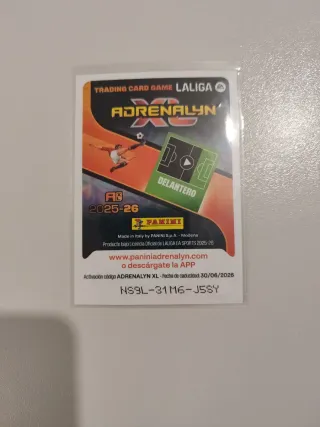 TRADING CARD GAME LALIGA
ADRENALYN
XL
DELANTERO
2025-26
PANINI
Made in Italy by PANINI S.p.A. - Modena
Producto bajo Licencia Oficial de LALIGA EA SPORTS 2025-26
www.paniniadrenalyn.com
o descárgate la APP
Activación código ADRENALYN XL - Fecha de caducidad: 30/06/2026
NS9L-31M6-J5SY